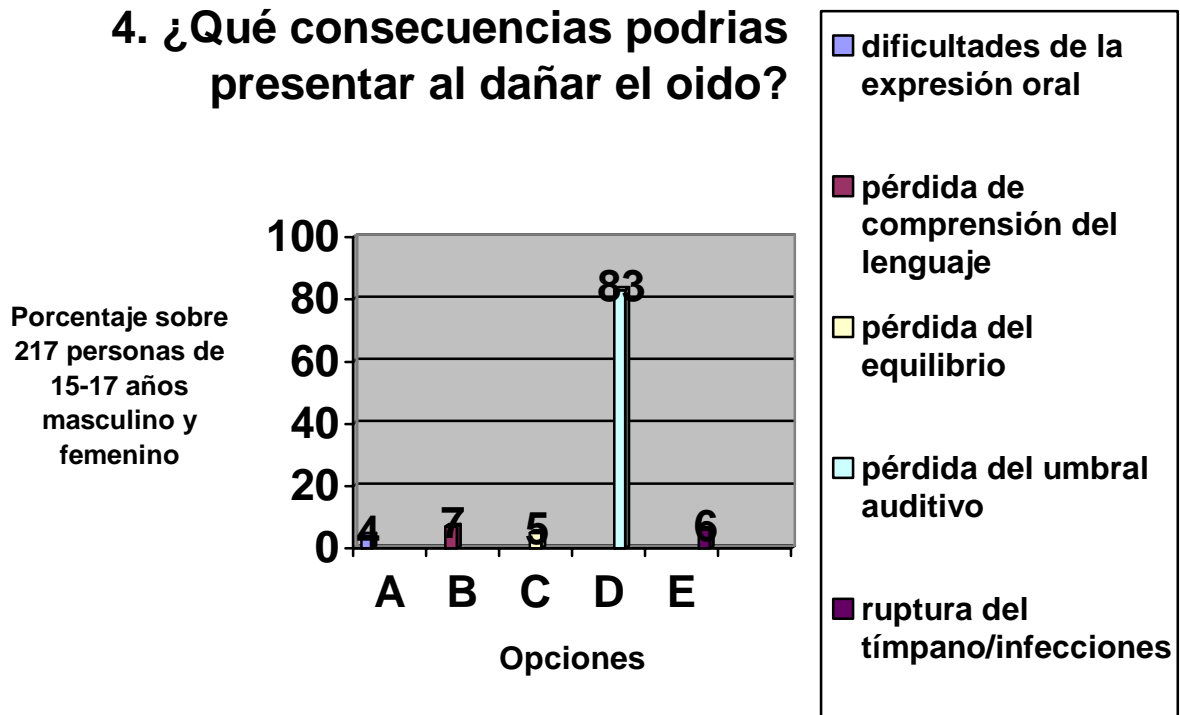 4. ¿Qué consecuencias podrias
presentar al dañar el oido?
Porcentaje sobre
217 personas de
15-17 años
masculino y
femenino
100
80
60
40
20
0
4
7
5
83
6
A B C D E
Opciones
dificultades de la
expresión oral
pérdida de
comprensión del
lenguaje
pérdida del
equilibrio
pérdida del umbral
auditivo
ruptura del
tímpano/infecciones